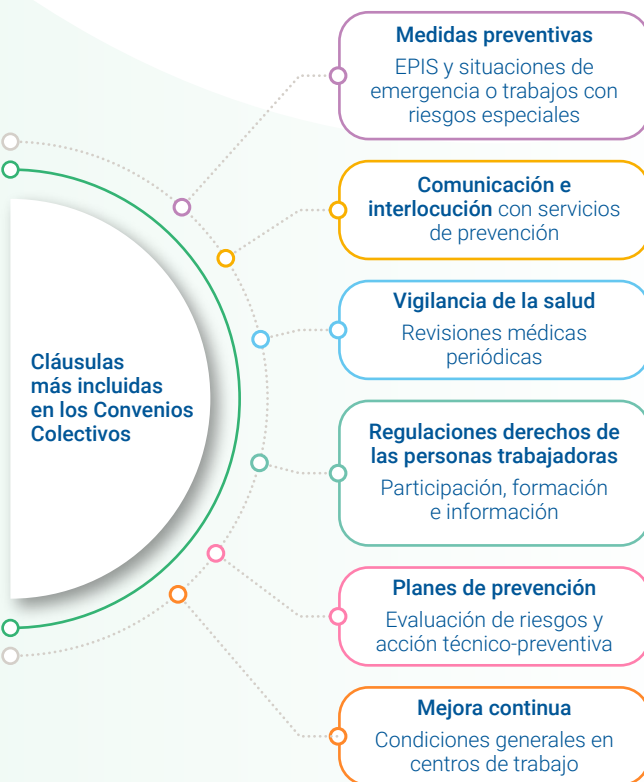 Cláusulas
más incluidas
en los Convenios
Colectivos
Medidas preventivas
EPIS y situaciones de
emergencia o trabajos con
riesgos especiales
Comunicación e
interlocución con servicios
de prevención
Vigilancia de la salud
Revisiones médicas
periódicas
Regulaciones derechos de
las personas trabajadoras
Participación, formación
e información
Planes de prevención
Evaluación de riesgos y
acción técnico-preventiva
Mejora continua
Condiciones generales en
centros de trabajo